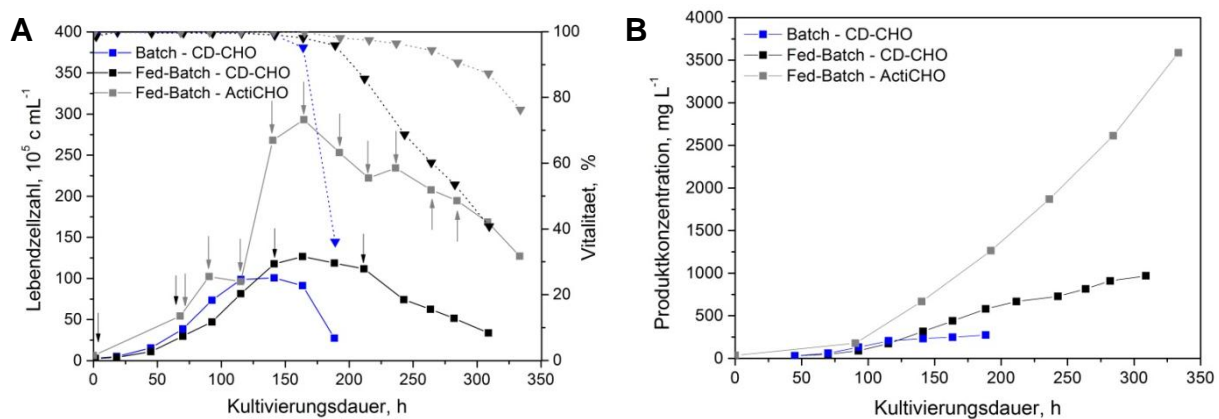 A
Lebendzellzahl, 10⁵ c mL⁻¹
400
350
300
250
200
150
100
50
0
Batch - CD-CHO
Fed-Batch - CD-CHO
Fed-Batch - ActiCHO
100
80
60
40
20
0
Vitalitaet, %
0 50 100 150 200 250 300 350
Kultivierungsdauer, h
B
Produktkonzentration, mg L⁻¹
4000
3500
3000
2500
2000
1500
1000
500
0
Batch - CD-CHO
Fed-Batch - CD-CHO
Fed-Batch - ActiCHO
0 50 100 150 200 250 300 350
Kultivierungsdauer, h